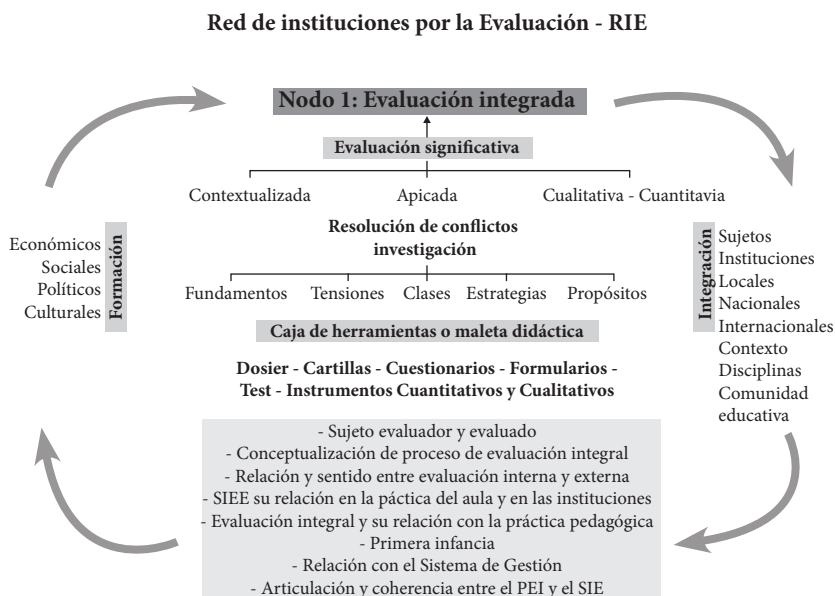 Red de instituciones por la Evaluación - RIE
Nodo 1: Evaluación integrada
Evaluación significativa
Contextualizada Apicada Cualitativa - Cuantitavia
Resolución de conflictos
investigación
Fundamentos Tensiones Clases Estrategias Propósitos
Caja de herramientas o maleta didáctica
Dosier - Cartillas - Cuestionarios - Formularios -
Test - Instrumentos Cuantitativos y Cualitativos
- Sujeto evaluador y evaluado
- Conceptualización de proceso de evaluación integral
- Relación y sentido entre evaluación interna y externa
- SIEE su relación en la páctica del aula y en las instituciones
- Evaluación integral y su relación con la práctica pedagógica
- Primera infancia
- Relación con el Sistema de Gestión
- Articulación y coherencia entre el PEI y el SIE
Económicos
Sociales
Políticos
Culturales
Formación
Integración
Sujetos
Instituciones
Locales
Nacionales
Internacionales
Contexto
Disciplinas
Comunidad
educativa